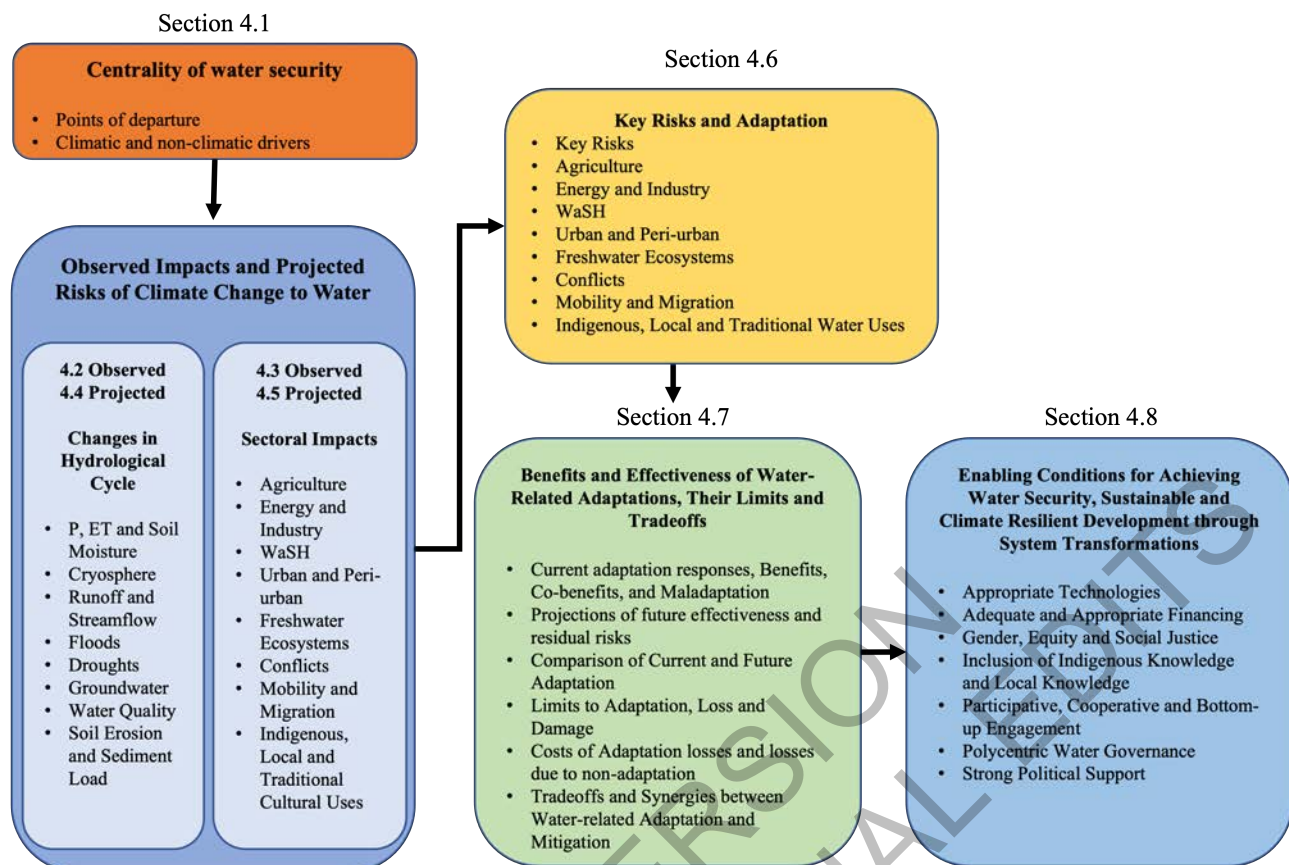 Section 4.1
Centrality of water security
• Points of departure
• Climatic and non-climatic drivers
Observed Impacts and Projected
Risks of Climate Change to Water
4.2 Observed
4.4 Projected
Changes in
Hydrological
Cycle
• P, ET and Soil
Moisture
• Cryosphere
• Runoff and
Streamflow
• Floods
• Droughts
• Groundwater
• Water Quality
• Soil Erosion
and Sediment
Load
4.3 Observed
4.5 Projected
Sectoral Impacts
• Agriculture
• Energy and
Industry
• WaSH
• Urban and Peri-
urban
• Freshwater
Ecosystems
• Conflicts
• Mobility and
Migration
• Indigenous,
Local and
Traditional
Cultural Uses
Section 4.6
Key Risks and Adaptation
• Key Risks
• Agriculture
• Energy and Industry
• WaSH
• Urban and Peri-urban
• Freshwater Ecosystems
• Conflicts
• Mobility and Migration
• Indigenous, Local and Traditional Water Uses
Section 4.7
Benefits and Effectiveness of Water-
Related Adaptations, Their Limits and
Tradeoffs
• Current adaptation responses, Benefits,
Co-benefits, and Maladaptation
• Projections of future effectiveness and
residual risks
• Comparison of Current and Future
Adaptation
• Limits to Adaptation, Loss and
Damage
• Costs of Adaptation losses and losses
due to non-adaptation
• Tradeoffs and Synergies between
Water-related Adaptation and
Mitigation
Section 4.8
Enabling Conditions for Achieving
Water Security, Sustainable and
Climate Resilient Development through
System Transformations
• Appropriate Technologies
• Adequate and Appropriate Financing
• Gender, Equity and Social Justice
• Inclusion of Indigenous Knowledge
and Local Knowledge
• Participative, Cooperative and Bottom-
up Engagement
• Polycentric Water Governance
• Strong Political Support
VERSION
EDITS